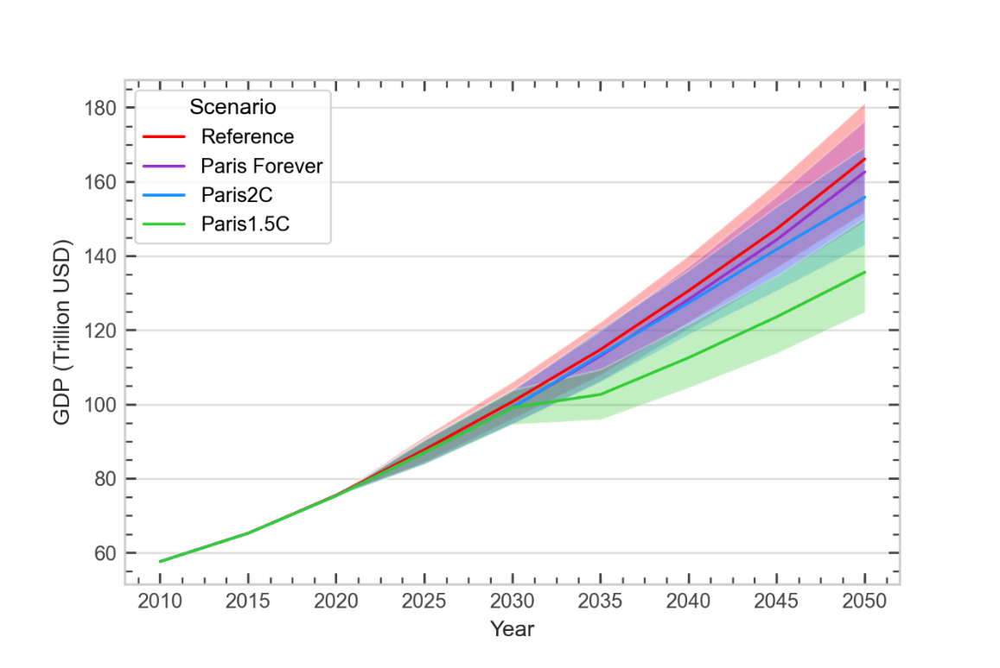 Scenario
Reference
Paris Forever
Paris2C
Paris1.5C
GDP (Trillion USD)
180
160
140
120
100
80
60
2010 2015 2020 2025 2030 2035 2040 2045 2050
Year